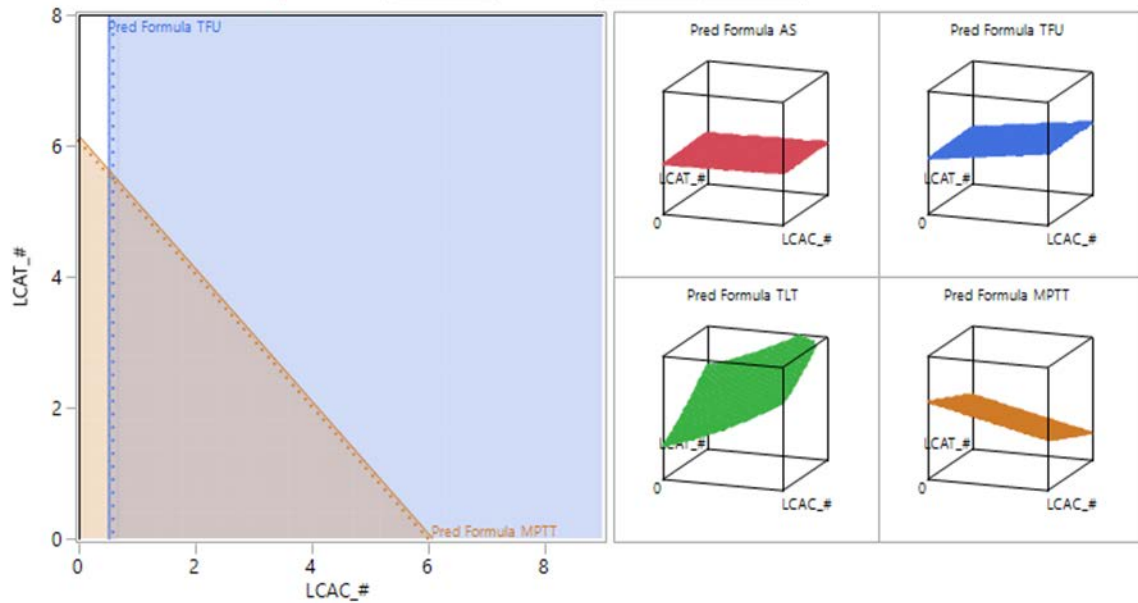 8
Pred Formula TFU
6
4
2
0
LCAT_#
0
2
4
6
8
Pred Formula MPTT
LCAC_#
Pred Formula AS
LCAT_#
0
LCAC_#
Pred Formula TFU
LCAT_#
0
LCAC_#
Pred Formula TLT
LCAT_#
0
LCAC_#
Pred Formula MPTT
LCAT_#
0
LCAC_#